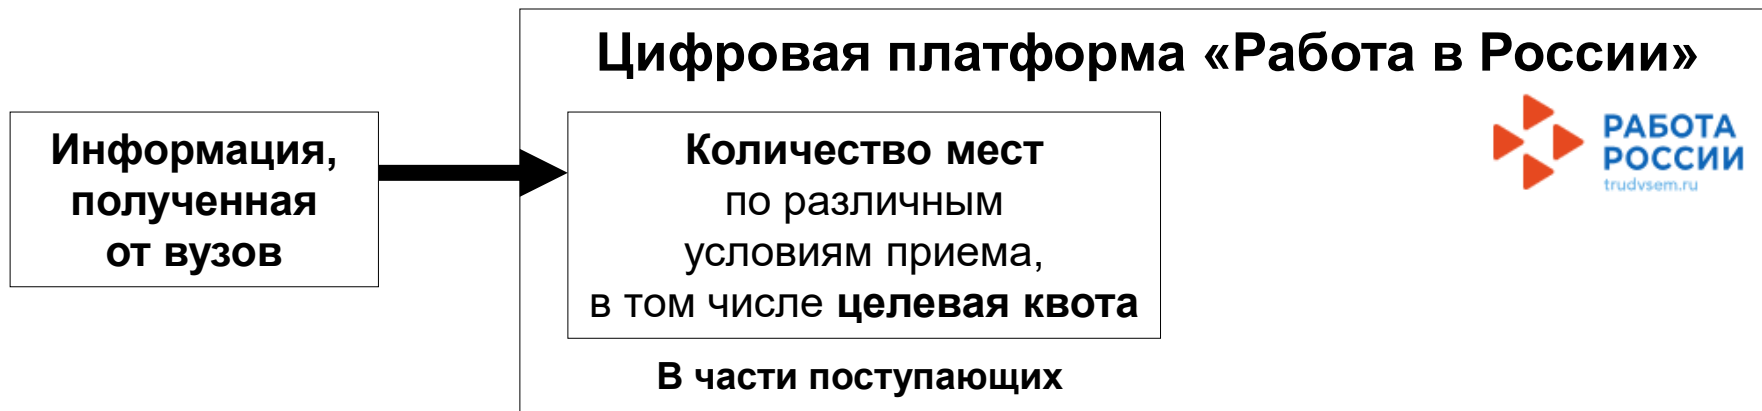 Цифровая платформа «Работа в России»
Информация,
полученная
от вузов
Количество мест
по различным
условиям приема,
в том числе целевая квота
РАБОТА
РОССИИ
trudvsem.ru
В части поступающих